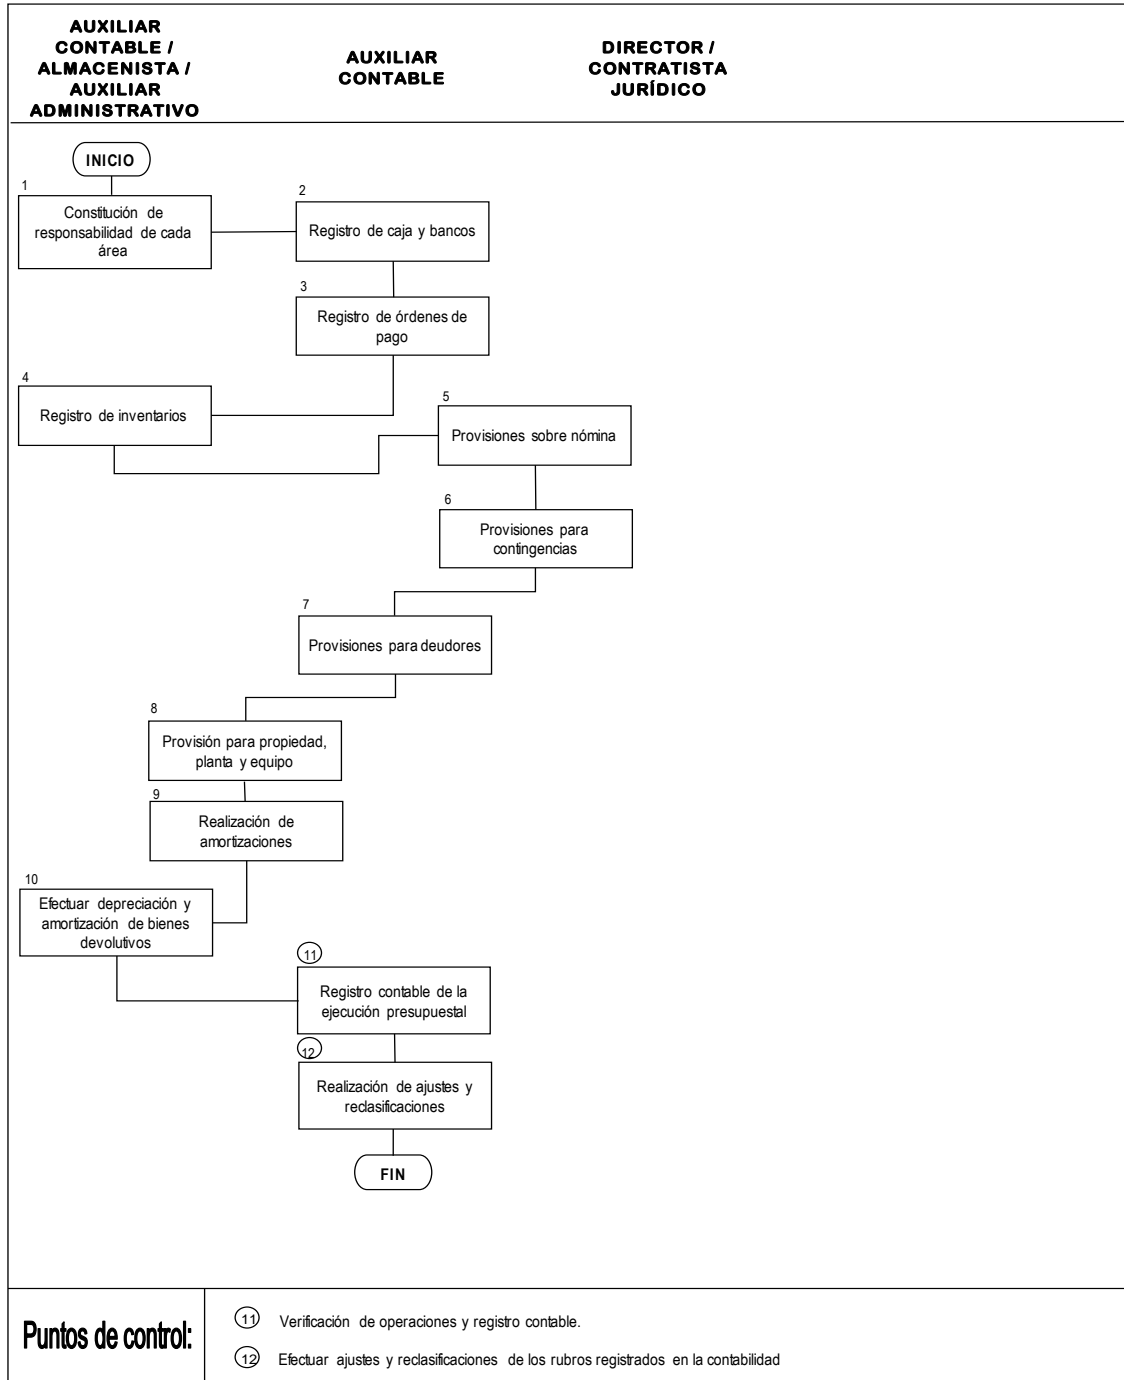 AUXILIAR
CONTABLE /
ALMACENISTA /
AUXILIAR
ADMINISTRATIVO
AUXILIAR
CONTABLE
DIRECTOR /
CONTRATISTA
JURÍDICO
INICIO
1
Constitución de
responsabilidad de cada
área
2
Registro de caja y bancos
3
Registro de órdenes de
pago
4
Registro de inventarios
5
Provisiones sobre nómina
6
Provisiones para
contingencias
7
Provisiones para deudores
8
Provisión para propiedad,
planta y equipo
9
Realización de
amortizaciones
10
Efectuar depreciación y
amortización de bienes
devolutivos
11
Registro contable de la
ejecución presupuestal
12
Realización de ajustes y
reclasificaciones
FIN
Puntos de control:
11 Verificación de operaciones y registro contable.
12 Efectuar ajustes y reclasificaciones de los rubros registrados en la contabilidad